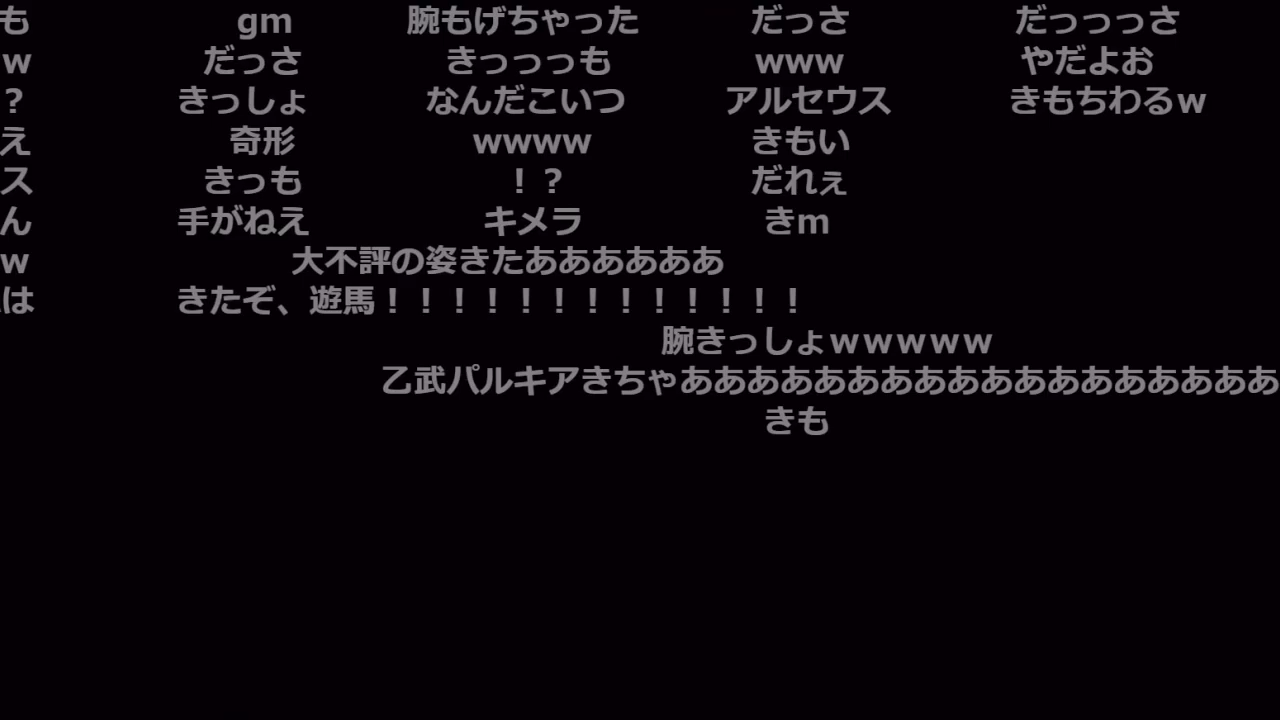 も gm 腕もげちゃった だっさ だっっっさ
w だっさ きっっっも www やだよお
？ きっしょ なんだこいつ アルセウス きもちわるw
え 奇形 wwww きもい
ス きっも ！？ だれぇ
ん 手がねえ キメラ きm
w 大不評の姿きたああああああ
は きたぞ、遊馬！！！！！！！！！！！！！
腕きっしょｗｗｗｗｗ
乙武パルキアきちゃああああああああああああああああああ
きも